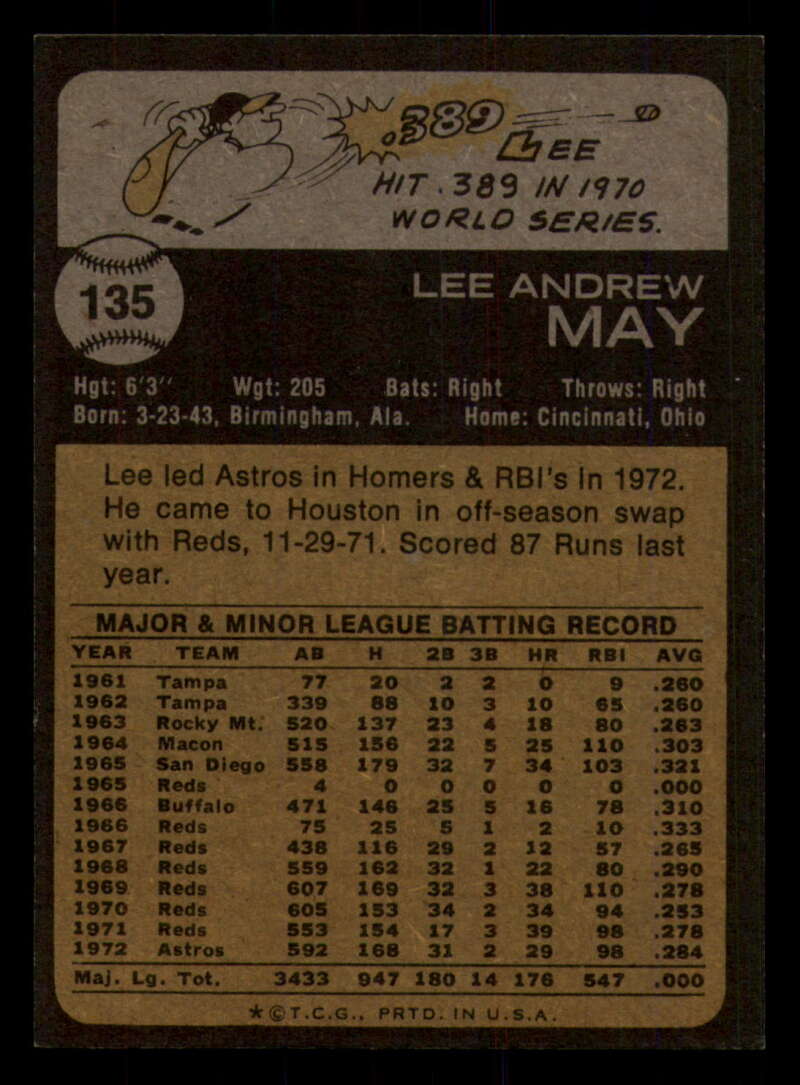 .389
LEE
HIT .389 IN 1970
WORLD SERIES.
135
LEE ANDREW
MAY
Hgt: 6'3" Wgt: 205 Bats: Right Throws: Right
Born: 3-23-43, Birmingham, Ala. Home: Cincinnati, Ohio
Lee led Astros in Homers & RBI's in 1972.
He came to Houston in off-season swap
with Reds, 11-29-71. Scored 87 Runs last
year.
MAJOR & MINOR LEAGUE BATTING RECORD
YEAR TEAM AB H 2B 3B HR RBI AVG
1961 Tampa 77 20 2 2 0 9 .260
1962 Tampa 339 88 10 3 10 65 .260
1963 Rocky Mt. 520 137 23 4 18 80 .263
1964 Macon 515 156 22 5 25 110 .303
1965 San Diego 558 179 32 7 34 103 .321
1965 Reds 4 0 0 0 0 0 .000
1966 Buffalo 471 146 25 5 16 78 .310
1966 Reds 75 25 5 1 2 10 .333
1967 Reds 438 116 29 2 12 57 .265
1968 Reds 559 162 32 1 22 80 .290
1969 Reds 607 169 32 3 38 110 .278
1970 Reds 605 153 34 2 34 94 .253
1971 Reds 553 154 17 3 39 98 .278
1972 Astros 592 168 31 2 29 98 .284
Maj. Lg. Tot. 3433 947 180 14 176 547 .000
*©T.C.G., PRTD. IN U.S.A.